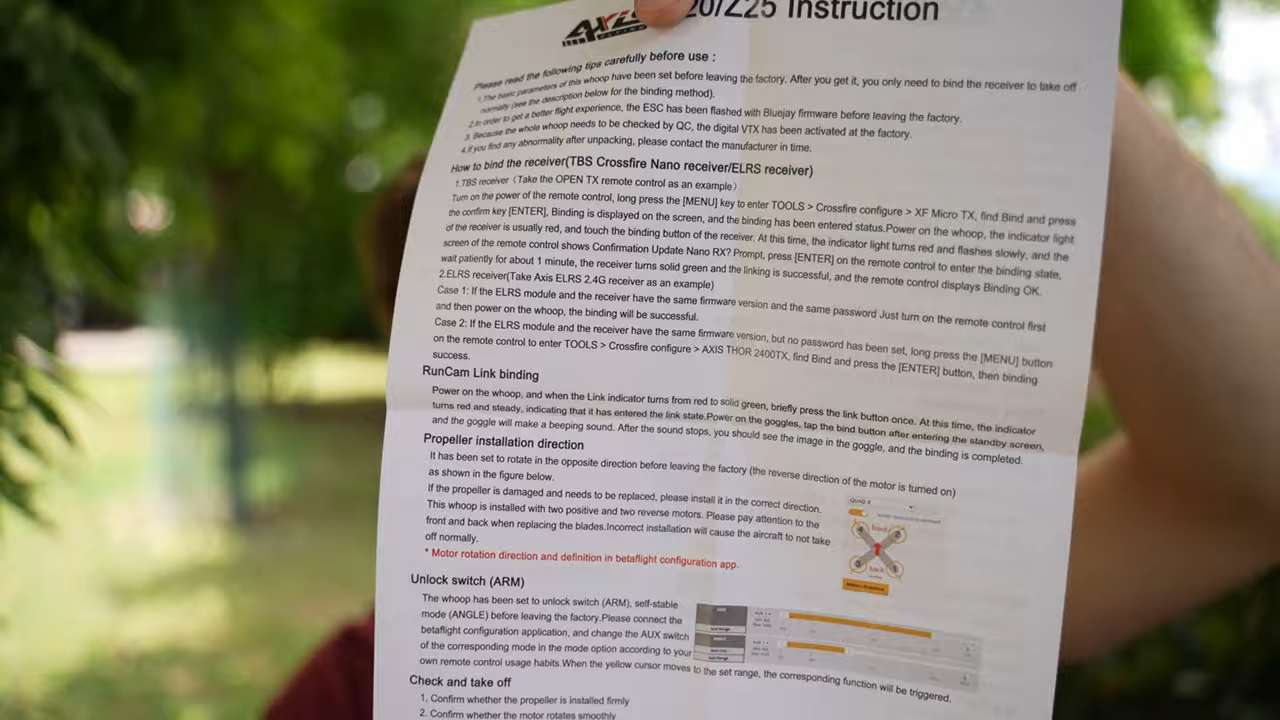 AXIS
20/Z25 Instruction
Please read the following tips carefully before use :
1.The basic parameters of this whoop have been set before leaving the factory. After you get it, you only need to bind the receiver to take off
normally (see the description below for the binding method).
2.In order to get a better flight experience, the ESC has been flashed with Bluejay firmware before leaving the factory.
3. Because the whole whoop needs to be checked by QC, the digital VTX has been activated at the factory.
4.If you find any abnormality after unpacking, please contact the manufacturer in time.
How to bind the receiver(TBS Crossfire Nano receiver/ELRS receiver)
1.TBS receiver (Take the OPEN TX remote control as an example)
Turn on the power of the remote control, long press the [MENU] key to enter TOOLS > Crossfire configure > XF Micro TX, find Bind and press
the confirm key [ENTER], Binding is displayed on the screen, and the binding has been entered status.Power on the whoop, the indicator light
of the receiver is usually red, and touch the binding button of the receiver. At this time, the indicator light turns red and flashes slowly, and the
screen of the remote control shows Confirmation Update Nano RX? Prompt, press [ENTER] on the remote control to enter the binding state,
wait patiently for about 1 minute, the receiver turns solid green and the linking is successful, and the remote control displays Binding OK.
2.ELRS receiver(Take Axis ELRS 2.4G receiver as an example)
Case 1: If the ELRS module and the receiver have the same firmware version and the same password Just turn on the remote control first
and then power on the whoop, the binding will be successful.
Case 2: If the ELRS module and the receiver have the same firmware version, but no password has been set, long press the [MENU] button
on the remote control to enter TOOLS > Crossfire configure > AXIS THOR 2400TX, find Bind and press the [ENTER] button, then binding
success.
RunCam Link binding
Power on the whoop, and when the Link indicator turns from red to solid green, briefly press the link button once. At this time, the indicator
turns red and steady, indicating that it has entered the link state.Power on the goggles, tap the bind button after entering the standby screen,
and the goggle will make a beeping sound. After the sound stops, you should see the image in the goggle, and the binding is completed.
Propeller installation direction
It has been set to rotate in the opposite direction before leaving the factory (the reverse direction of the motor is turned on)
as shown in the figure below.
If the propeller is damaged and needs to be replaced, please install it in the correct direction.
This whoop is installed with two positive and two reverse motors. Please pay attention to the
front and back when replacing the blades.Incorrect installation will cause the aircraft to not take
off normally.
* Motor rotation direction and definition in betaflight configuration app.
QUAD X
4
2
3
1
back
Unlock switch (ARM)
The whoop has been set to unlock switch (ARM), self-stable
mode (ANGLE) before leaving the factory.Please connect the
betaflight configuration application, and change the AUX switch
of the corresponding mode in the mode option according to your
own remote control usage habits.When the yellow cursor moves to the set range, the corresponding function will be triggered,
Check and take off
1. Confirm whether the propeller is installed firmly
2. Confirm whether the motor rotates smoothly